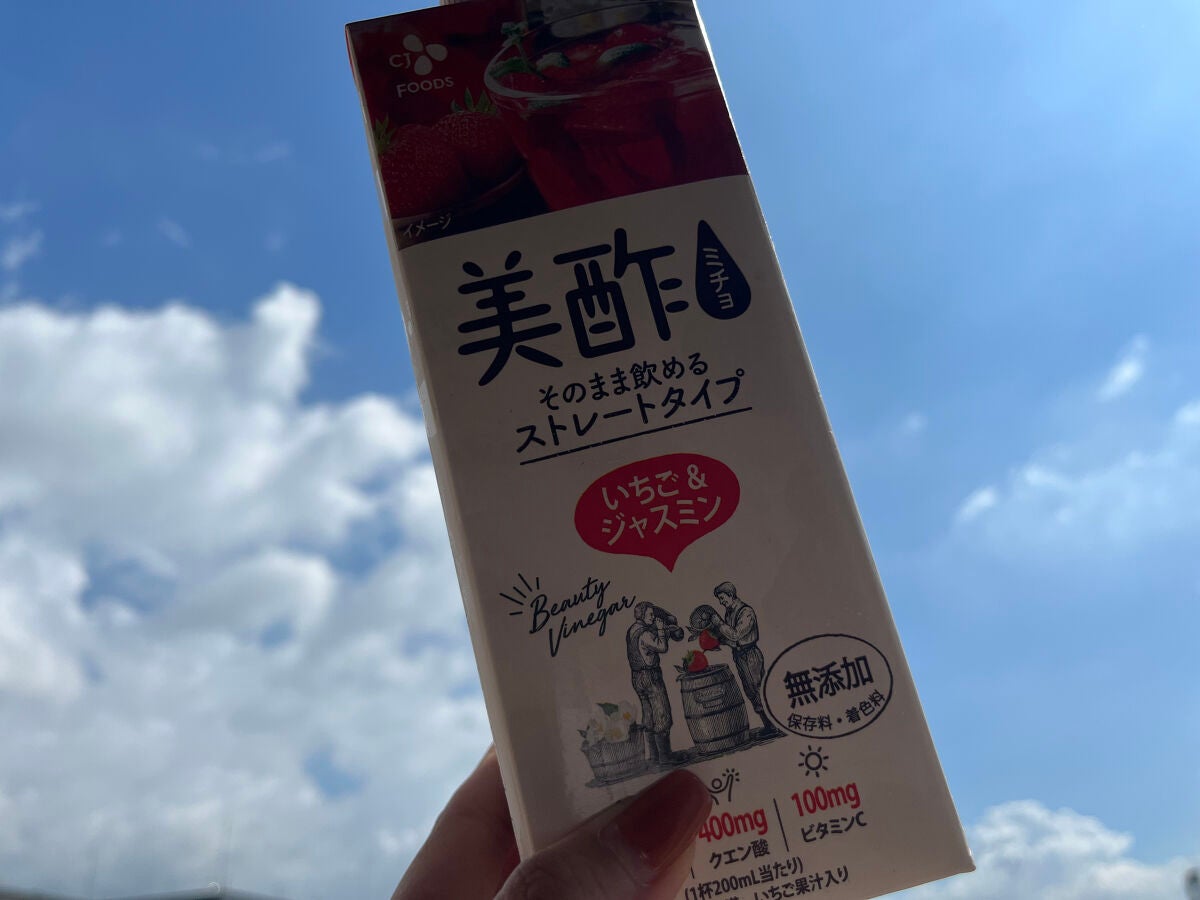 CJ
FOODS
イメージ
美酢
ミチョ
そのまま飲める
ストレートタイプ
いちご&
ジャスミン
Beauty
Vinegar
無添加
保存料・着色料
400mg
クエン酸
100mg
ビタミンC
(1杯200mL当たり)
いちご果汁入り